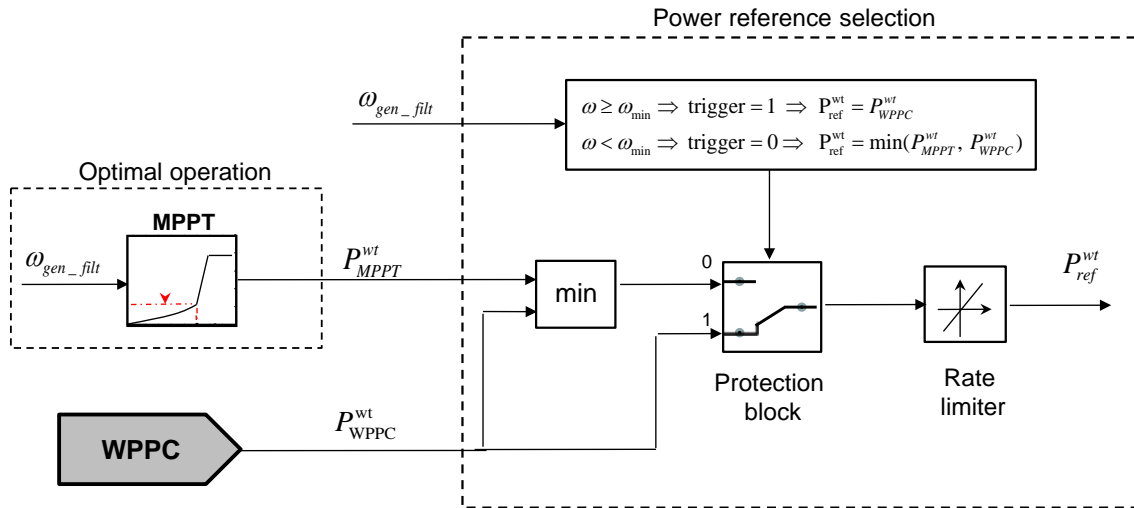 Power reference selection
ω_gen_filt
ω ≥ ω_min ⇒ trigger = 1 ⇒ P_ref^wt = P_WPPC^wt
ω < ω_min ⇒ trigger = 0 ⇒ P_ref^wt = min(P_MPPT^wt, P_WPPC^wt)
Optimal operation
MPPT
ω_gen_filt
P_MPPT^wt
min
0
1
P_ref^wt
Protection
block
Rate
limiter
WPPC
P_WPPC^wt